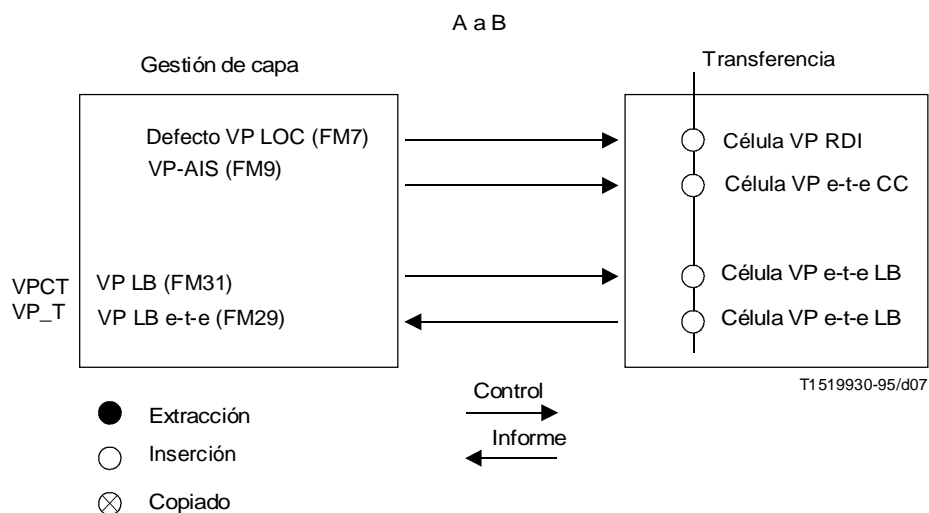 A a B
Gestión de capa
Transferencia
Defecto VP LOC (FM7)
Célula VP RDI
VP-AIS (FM9)
Célula VP e-t-e CC
VPCT
VP LB (FM31)
Célula VP e-t-e LB
VP_T
VP LB e-t-e (FM29)
Célula VP e-t-e LB
T1519930-95/d07
Control
Extracción
Informe
Inserción
Copiado